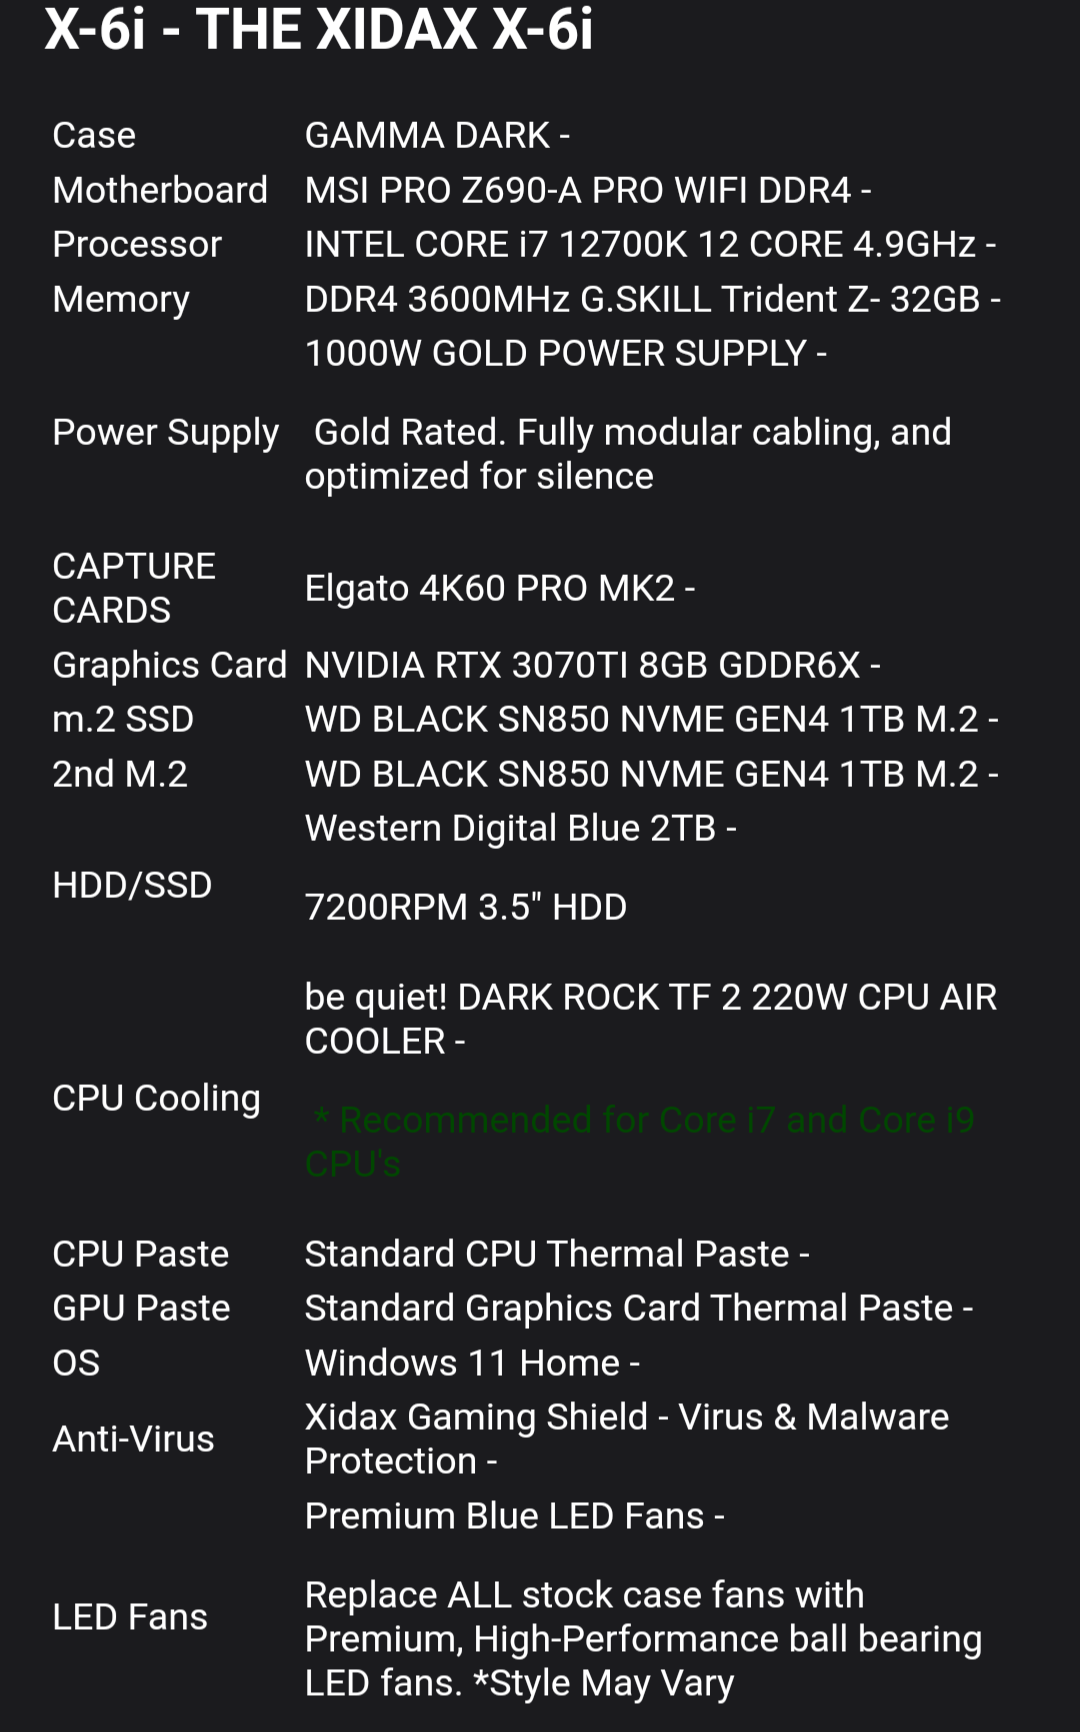 X-6i - THE XIDAX X-6i
Case GAMMA DARK -
Motherboard MSI PRO Z690-A PRO WIFI DDR4 -
Processor INTEL CORE i7 12700K 12 CORE 4.9GHz -
Memory DDR4 3600MHz G.SKILL Trident Z- 32GB -
1000W GOLD POWER SUPPLY -
Power Supply Gold Rated. Fully modular cabling, and
optimized for silence
CAPTURE
CARDS
Elgato 4K60 PRO MK2 -
Graphics Card NVIDIA RTX 3070TI 8GB GDDR6X -
m.2 SSD WD BLACK SN850 NVME GEN4 1TB M.2 -
2nd M.2 WD BLACK SN850 NVME GEN4 1TB M.2 -
Western Digital Blue 2TB -
HDD/SSD
7200RPM 3.5" HDD
be quiet! DARK ROCK TF 2 220W CPU AIR
COOLER -
CPU Cooling
* Recommended for Core i7 and Core i9
CPU's
CPU Paste Standard CPU Thermal Paste -
GPU Paste Standard Graphics Card Thermal Paste -
OS Windows 11 Home -
Anti-Virus
Xidax Gaming Shield - Virus & Malware
Protection -
Premium Blue LED Fans -
LED Fans
Replace ALL stock case fans with
Premium, High-Performance ball bearing
LED fans. *Style May Vary